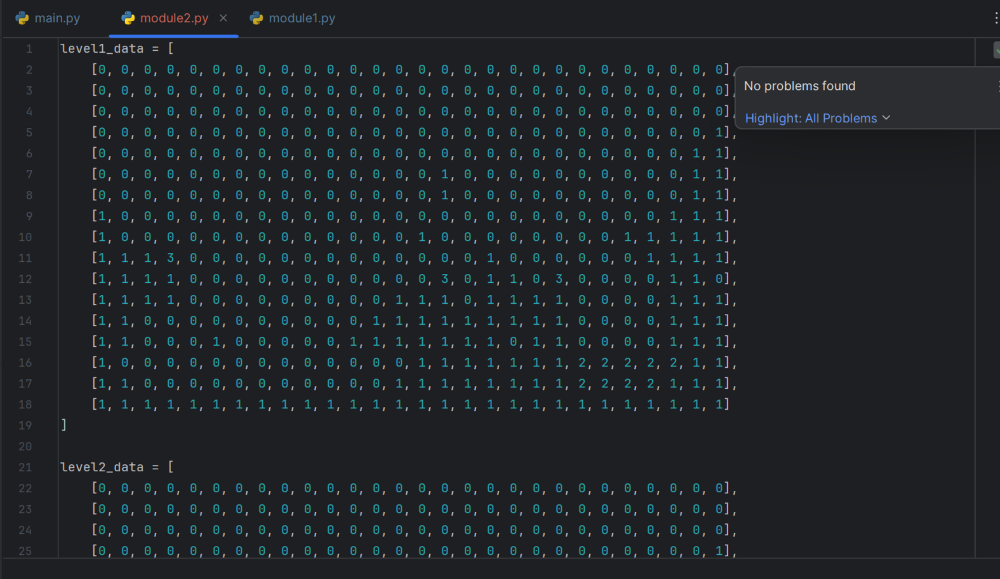 main.py module2.py × module1.py
1 level1_data = [
2 [0, 0, 0, 0, 0, 0, 0, 0, 0, 0, 0, 0, 0, 0, 0, 0, 0, 0, 0, 0, 0, 0, 0, 0, 0, 0, 0, 0],
3 [0, 0, 0, 0, 0, 0, 0, 0, 0, 0, 0, 0, 0, 0, 0, 0, 0, 0, 0, 0, 0, 0, 0, 0, 0, 0, 0, 0],
No problems found
4 [0, 0, 0, 0, 0, 0, 0, 0, 0, 0, 0, 0, 0, 0, 0, 0, 0, 0, 0, 0, 0, 0, 0, 0, 0, 0, 0, 0],
Highlight: All Problems
5 [0, 0, 0, 0, 0, 0, 0, 0, 0, 0, 0, 0, 0, 0, 0, 0, 0, 0, 0, 0, 0, 0, 0, 0, 0, 0, 0, 1],
6 [0, 0, 0, 0, 0, 0, 0, 0, 0, 0, 0, 0, 0, 0, 0, 0, 0, 0, 0, 0, 0, 0, 0, 0, 0, 0, 1, 1],
7 [0, 0, 0, 0, 0, 0, 0, 0, 0, 0, 0, 0, 0, 0, 0, 1, 0, 0, 0, 0, 0, 0, 0, 0, 0, 0, 1, 1],
8 [0, 0, 0, 0, 0, 0, 0, 0, 0, 0, 0, 0, 0, 0, 0, 1, 0, 0, 0, 0, 0, 0, 0, 0, 0, 0, 1, 1],
9 [1, 0, 0, 0, 0, 0, 0, 0, 0, 0, 0, 0, 0, 0, 0, 0, 0, 0, 0, 0, 0, 0, 0, 0, 0, 1, 1, 1],
10 [1, 0, 0, 0, 0, 0, 0, 0, 0, 0, 0, 0, 0, 0, 1, 0, 0, 0, 0, 0, 0, 0, 0, 1, 1, 1, 1, 1],
11 [1, 1, 1, 3, 0, 0, 0, 0, 0, 0, 0, 0, 0, 0, 0, 0, 0, 1, 0, 0, 0, 0, 0, 0, 1, 1, 1, 1],
12 [1, 1, 1, 1, 0, 0, 0, 0, 0, 0, 0, 0, 0, 0, 0, 3, 0, 1, 1, 0, 3, 0, 0, 0, 0, 1, 1, 0],
13 [1, 1, 1, 1, 0, 0, 0, 0, 0, 0, 0, 0, 0, 1, 1, 1, 0, 1, 1, 1, 1, 0, 0, 0, 0, 1, 1, 1],
14 [1, 1, 0, 0, 0, 0, 0, 0, 0, 0, 0, 0, 1, 1, 1, 1, 1, 1, 1, 1, 1, 0, 0, 0, 0, 1, 1, 1],
15 [1, 1, 0, 0, 0, 1, 0, 0, 0, 0, 0, 1, 1, 1, 1, 1, 1, 1, 0, 1, 1, 0, 0, 0, 0, 1, 1, 1],
16 [1, 0, 0, 0, 0, 0, 0, 0, 0, 0, 0, 0, 0, 0, 1, 1, 1, 1, 1, 1, 1, 2, 2, 2, 2, 2, 1, 1],
17 [1, 1, 0, 0, 0, 0, 0, 0, 0, 0, 0, 0, 0, 1, 1, 1, 1, 1, 1, 1, 1, 2, 2, 2, 2, 1, 1, 1],
18 [1, 1, 1, 1, 1, 1, 1, 1, 1, 1, 1, 1, 1, 1, 1, 1, 1, 1, 1, 1, 1, 1, 1, 1, 1, 1, 1, 1]
19 ]
20
21 level2_data = [
22 [0, 0, 0, 0, 0, 0, 0, 0, 0, 0, 0, 0, 0, 0, 0, 0, 0, 0, 0, 0, 0, 0, 0, 0, 0, 0, 0, 0],
23 [0, 0, 0, 0, 0, 0, 0, 0, 0, 0, 0, 0, 0, 0, 0, 0, 0, 0, 0, 0, 0, 0, 0, 0, 0, 0, 0, 0],
24 [0, 0, 0, 0, 0, 0, 0, 0, 0, 0, 0, 0, 0, 0, 0, 0, 0, 0, 0, 0, 0, 0, 0, 0, 0, 0, 0, 0],
25 [0, 0, 0, 0, 0, 0, 0, 0, 0, 0, 0, 0, 0, 0, 0, 0, 0, 0, 0, 0, 0, 0, 0, 0, 0, 0, 0, 1],